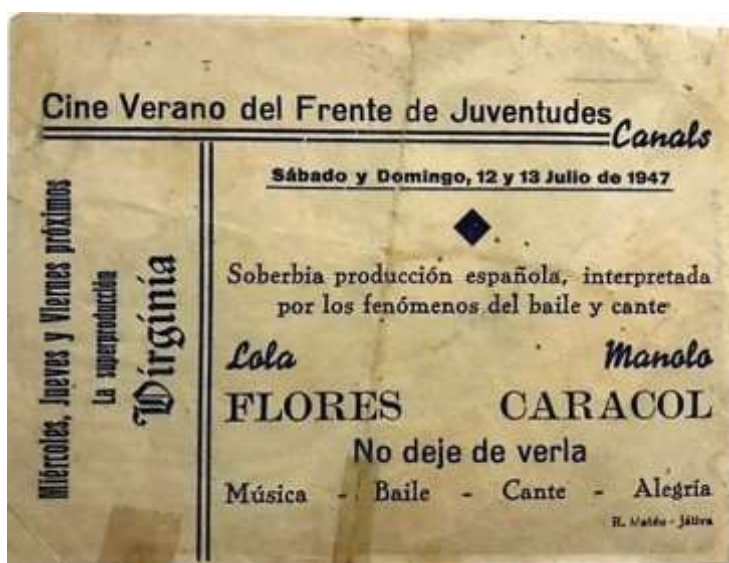 Cine Verano del Frente de Juventudes
Canals
Miércoles, Jueves y Viernes próximos
La superproducción
Virginia
Sábado y Domingo, 12 y 13 Julio de 1947
Soberbia producción española, interpretada
por los fenómenos del baile y cante
Lola Manolo
FLORES CARACOL
No deje de verla
Música - Baile - Cante - Alegría
R. Matéu - Játiva